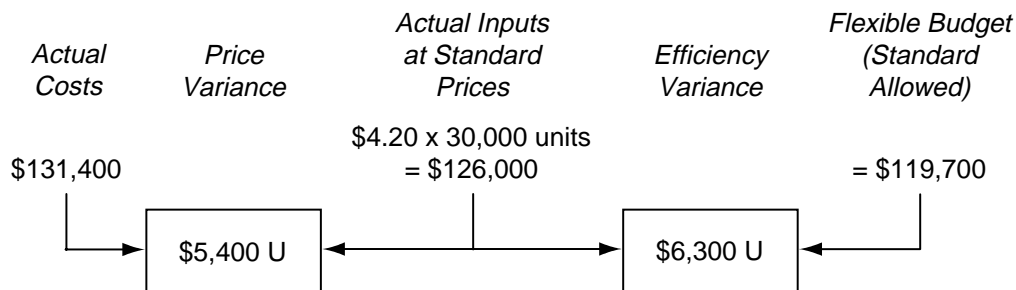 Actual
Costs
Price
Variance
Actual Inputs
at Standard
Prices
Efficiency
Variance
Flexible Budget
(Standard
Allowed)
$131,400
$4.20 x 30,000 units
= $126,000
= $119,700
$5,400 U
$6,300 U